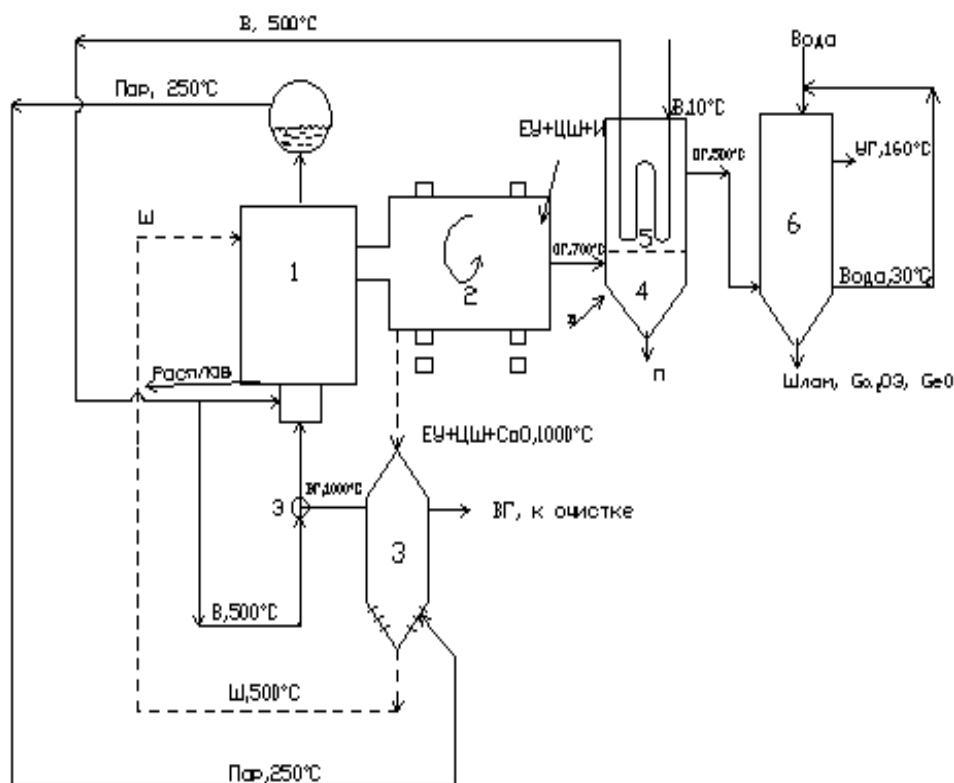 В, 500°С
Вода
Пар, 250°С
В,10°С
ЕУ+ЦШ+И
ОГ,500°С
УГ,160°С
Ш
1
2
ОГ,700°С
5
4
6
Вода,30°С
В
Расплав
П
Шлам, Ga2O3, GeO
ЕУ+ЦШ+СаО,1000°С
ВГ,1000°С
Э
ВГ, к очистке
3
В,500°С
Ш,500°С
Пар,250°С